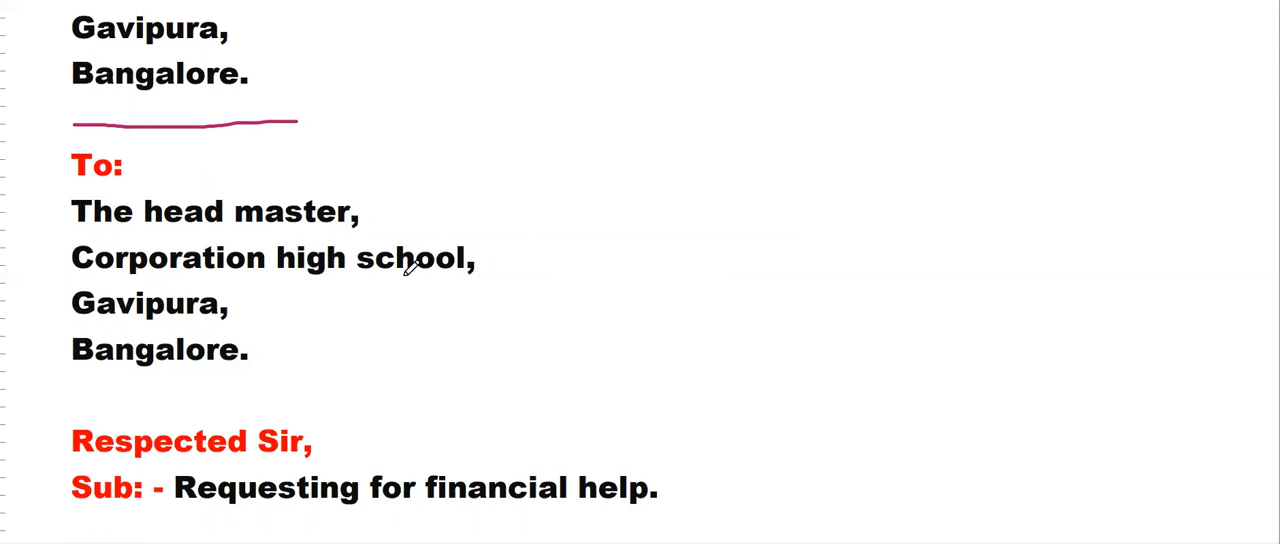 Gavipura,
Bangalore.
To:
The head master,
Corporation high school,
Gavipura,
Bangalore.
Respected Sir,
Sub: - Requesting for financial help.